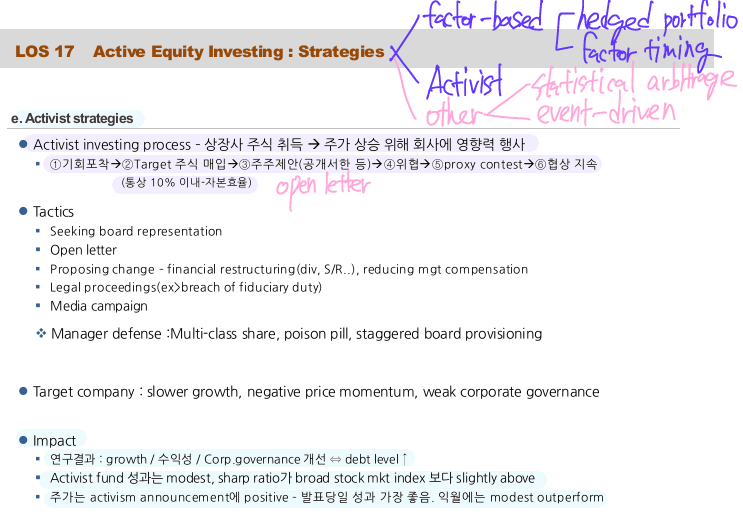 factor-based hedged portfolio
factor timing
LOS 17 Active Equity Investing : Strategies
Activist
other statistical arbitrage
event-driven
e. Activist strategies
● Activist investing process - 상장사 주식 취득 → 주가 상승 위해 회사에 영향력 행사
▪ ①기회포착→②Target 주식 매입→③주주제안(공개서한 등)→④위협→⑤proxy contest→⑥협상 지속
(통상 10% 이내-자본효율)
open letter
● Tactics
▪ Seeking board representation
▪ Open letter
▪ Proposing change - financial restructuring(div, S/R..), reducing mgt compensation
▪ Legal proceedings(ex>breach of fiduciary duty)
▪ Media campaign
❖ Manager defense :Multi-class share, poison pill, staggered board provisioning
● Target company : slower growth, negative price momentum, weak corporate governance
● Impact
▪ 연구결과 : growth / 수익성 / Corp.governance 개선 ⇔ debt level↑
▪ Activist fund 성과는 modest, sharp ratio가 broad stock mkt index 보다 slightly above
▪ 주가는 activism announcement에 positive - 발표당일 성과 가장 좋음. 익월에는 modest outperform